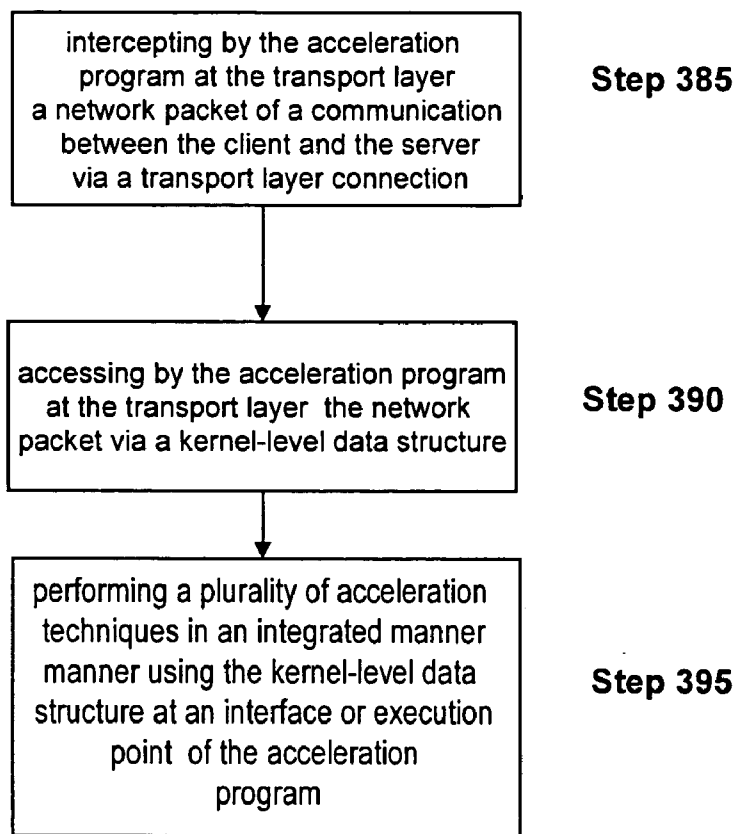 intercepting by the acceleration
program at the transport layer
a network packet of a communication
between the client and the server
via a transport layer connection
Step 385
accessing by the acceleration program
at the transport layer the network
packet via a kernel-level data structure
Step 390
performing a plurality of acceleration
techniques in an integrated manner
manner using the kernel-level data
structure at an interface or execution
point of the acceleration
program
Step 395